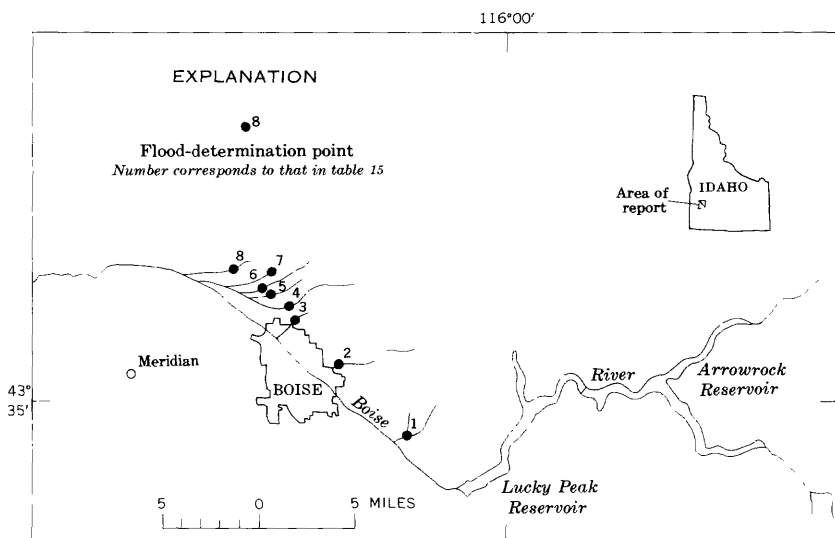 116°00'
EXPLANATION
8
Flood-determination point
Number corresponds to that in table 15
IDAHO
Area of
report
8
7
6
5
4
3
2
1
Meridian
BOISE
Boise
River
Arrowrock
Reservoir
43°
35'
Lucky Peak
Reservoir
5 0 5 MILES